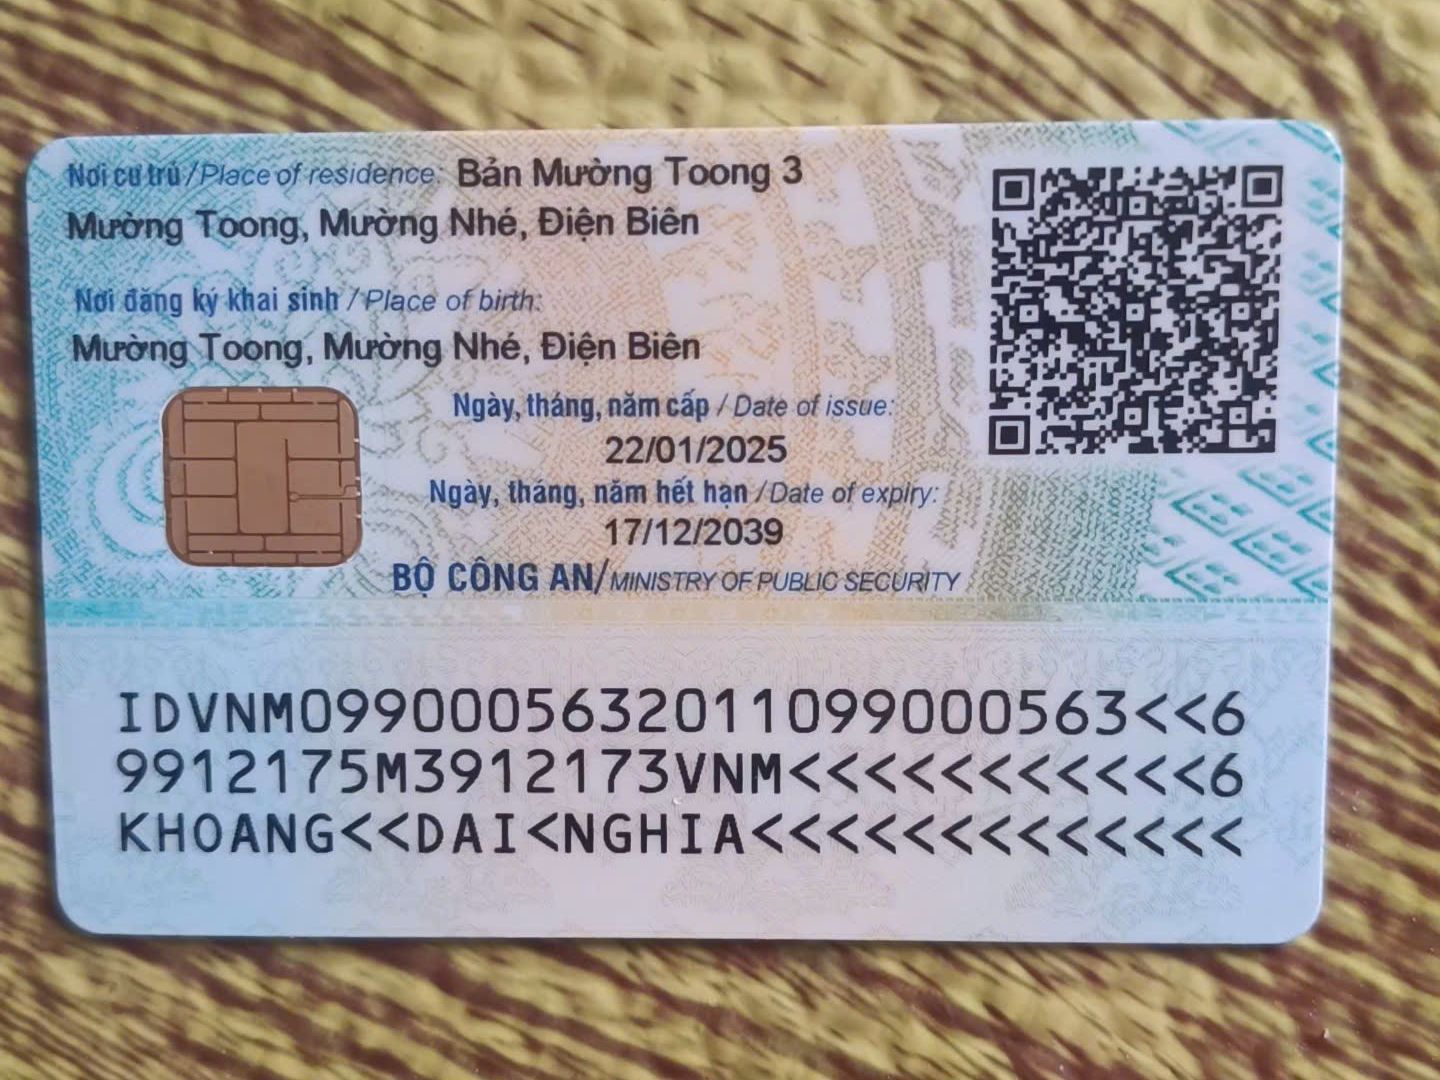 Nơi cư trú / Place of residence: Bản Mường Toong 3
Mường Toong, Mường Nhé, Điện Biên
Nơi đăng ký khai sinh / Place of birth:
Mường Toong, Mường Nhé, Điện Biên
Ngày, tháng, năm cấp / Date of issue:
22/01/2025
Ngày, tháng, năm hết hạn / Date of expiry:
17/12/2039
BỘ CÔNG AN/ MINISTRY OF PUBLIC SECURITY
IDVNM0990005632011099000563<<6
9912175M3912173VNM<<<<<<<<<<<6
KHOANG<<DAI<NGHIA<<<<<<<<<<<<<